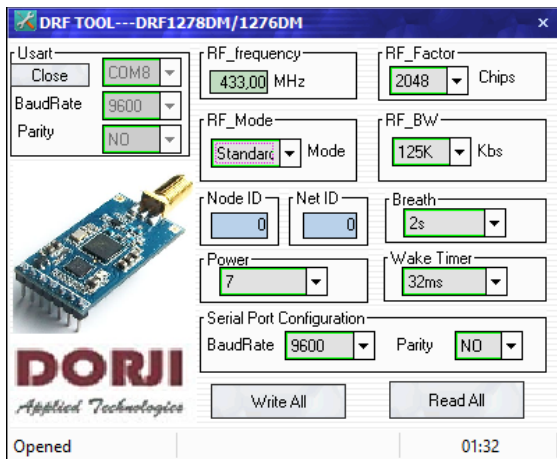 DRF TOOL---DRF1278DM/1276DM
×
Usart
Close COM8
BaudRate 9600
Parity NO
RF_frequency
433,00 MHz
RF_Factor
2048 Chips
RF_Mode
Standard Mode
RF_BW
125K Kbs
Node ID
0
Net ID
0
Breath
2s
Power
7
Wake Timer
32ms
Serial Port Configuration
BaudRate 9600 Parity NO
DORJI
Applied Technologies
Write All Read All
Opened 01:32